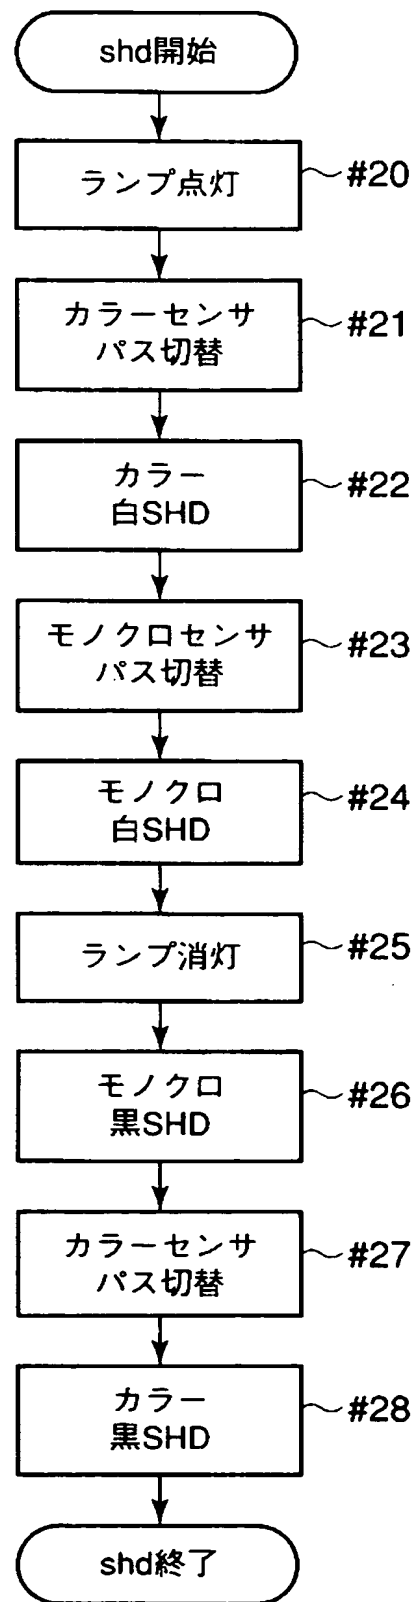 shd開始
ランプ点灯
#20
カラーセンサ
パス切替
#21
カラー
白SHD
#22
モノクロセンサ
パス切替
#23
モノクロ
白SHD
#24
ランプ消灯
#25
モノクロ
黒SHD
#26
カラーセンサ
パス切替
#27
カラー
黒SHD
#28
shd終了